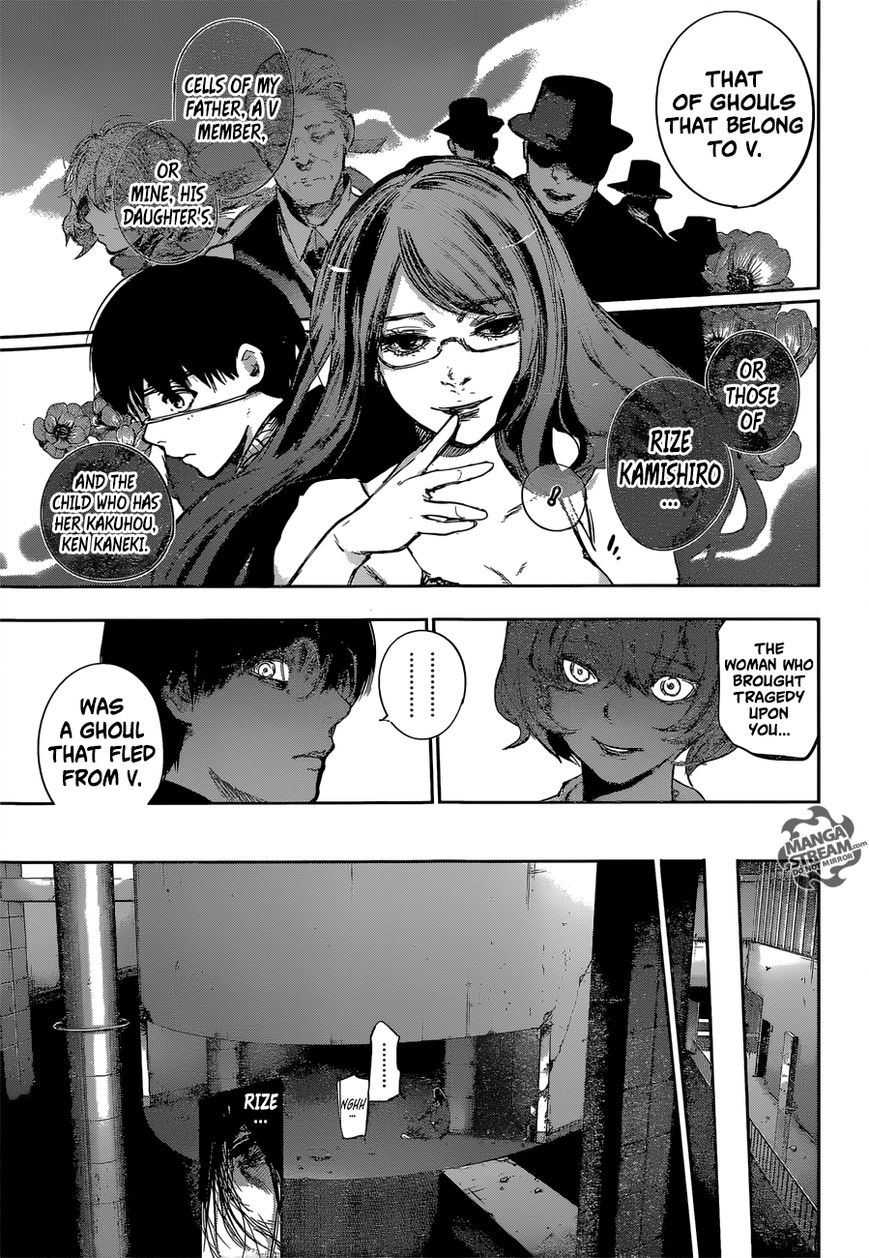 THAT
OF GHOULS
THAT BELONG
TO V.
CELLS OF MY
FATHER, A V
MEMBER,
OR
MINE, HIS
DAUGHTER'S.
OR
THOSE
OF
RIZE
KAMISHIRO
...
!
!!
AND THE
CHILD WHO HAS
HER KAKUHOU,
KEN KANEKI.
THE
WOMAN WHO
BROUGHT
TRAGEDY
UPON
YOU...
......
......
WAS
A GHOUL
THAT FLED
FROM V.
MANGA
STREAM.com
DO NOT MIRROR
......
NGHH
...
RIZE
...